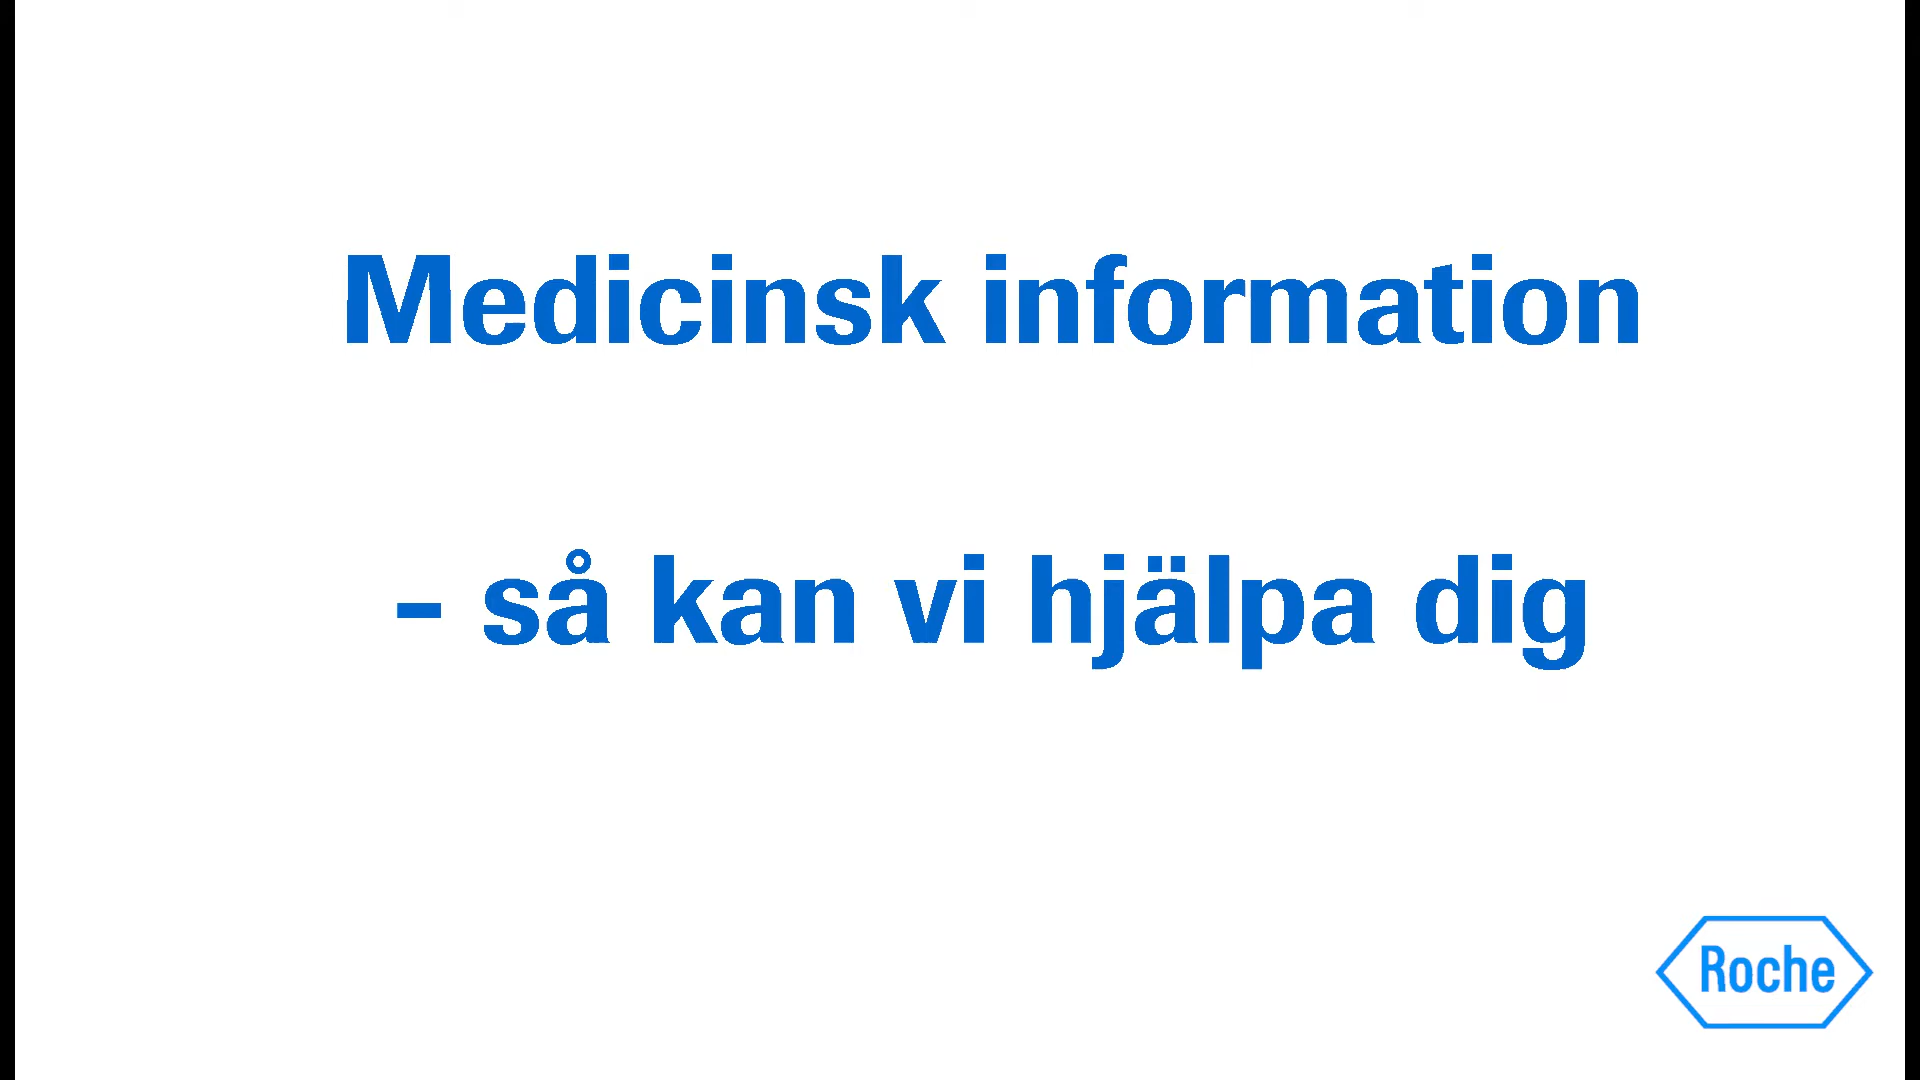 Medicinsk information
- så kan vi hjälpa dig
Roche